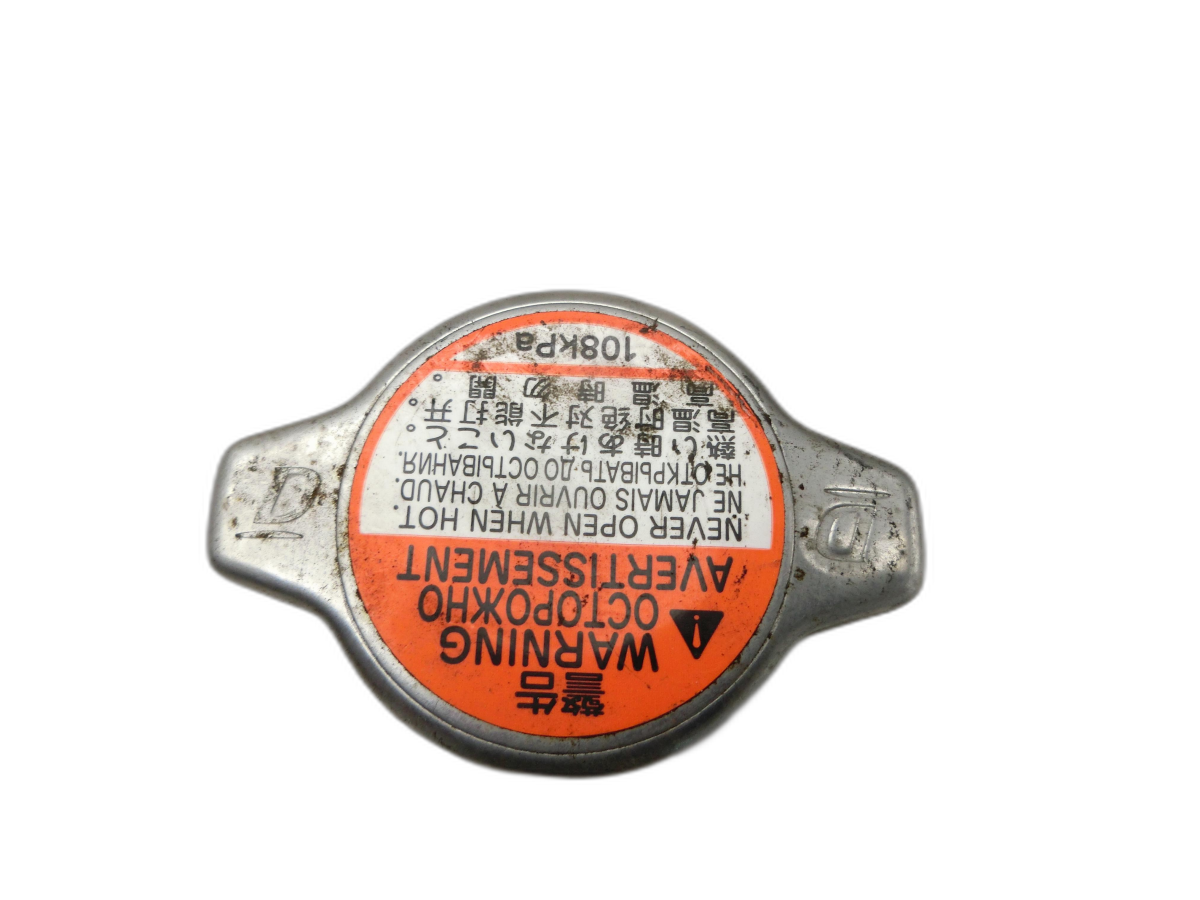 警告
WARNING
ОСТОРОЖНО
AVERTISSEMENT
NEVER OPEN WHEN HOT.
NE JAMAIS OUVRIR À CHAUD.
НЕ ОТКРЫВАТЬ ДО ОСТЫВАНИЯ.
熱い時あけないこと。
高温时绝对不能打开。
高溫時勿開。
108kPa
D
D